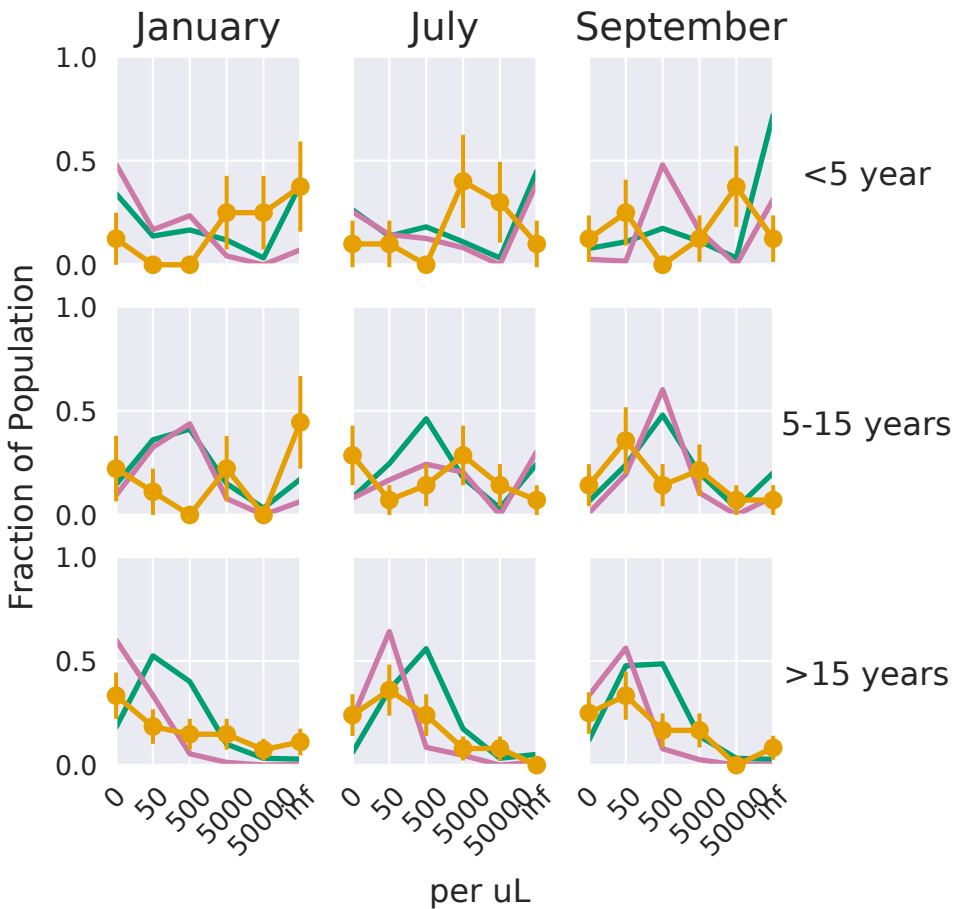 January July September
1.0
0.5
0.0
<5 year
1.0
0.5
0.0
5-15 years
1.0
0.5
0.0
>15 years
Fraction of Population
0 50 500 5000 50000 inf
0 50 500 5000 50000 inf
0 50 500 5000 50000 inf
per uL